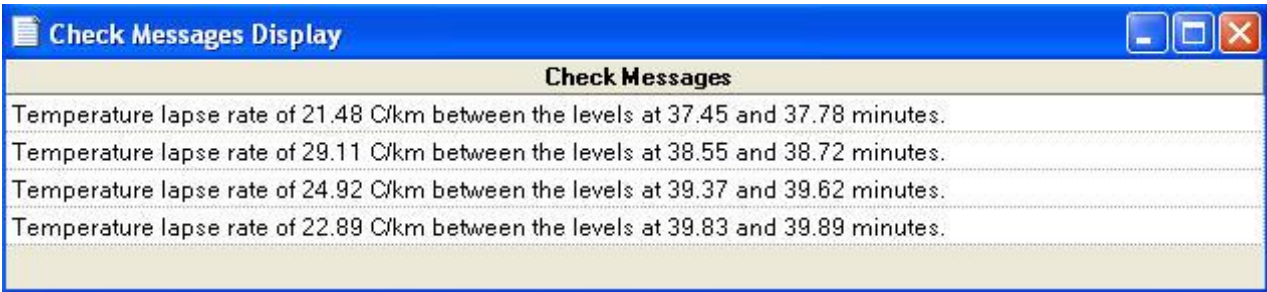 Check Messages Display
Check Messages
Temperature lapse rate of 21.48 C/km between the levels at 37.45 and 37.78 minutes.
Temperature lapse rate of 29.11 C/km between the levels at 38.55 and 38.72 minutes.
Temperature lapse rate of 24.92 C/km between the levels at 39.37 and 39.62 minutes.
Temperature lapse rate of 22.89 C/km between the levels at 39.83 and 39.89 minutes.